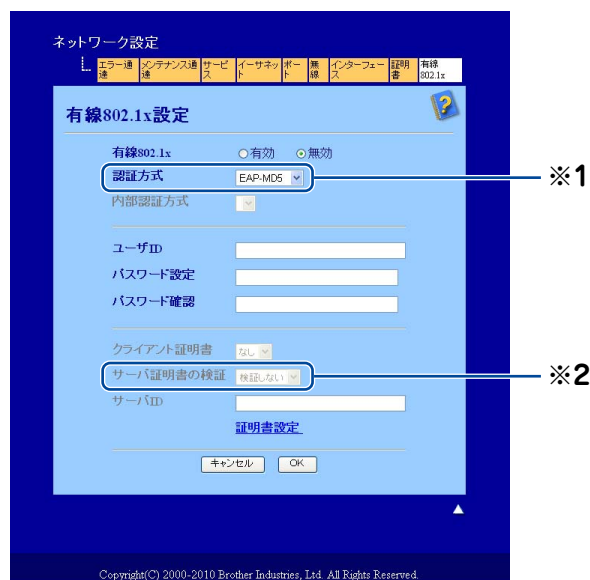 ネットワーク設定
エラー通達 メンテナンス通達 サービス イーサネット ポート 無線 インターフェース 証明書 有線802.1x
有線802.1x設定
有線802.1x 有効 無効
認証方式 EAP-MD5 ※1
内部認証方式
ユーザID
パスワード設定
パスワード確認
クライアント証明書 なし
サーバ証明書の検証 検証しない ※2
サーバID
証明書設定
キャンセル OK
Copyright(C) 2000-2010 Brother Industries, Ltd. All Rights Reserved.